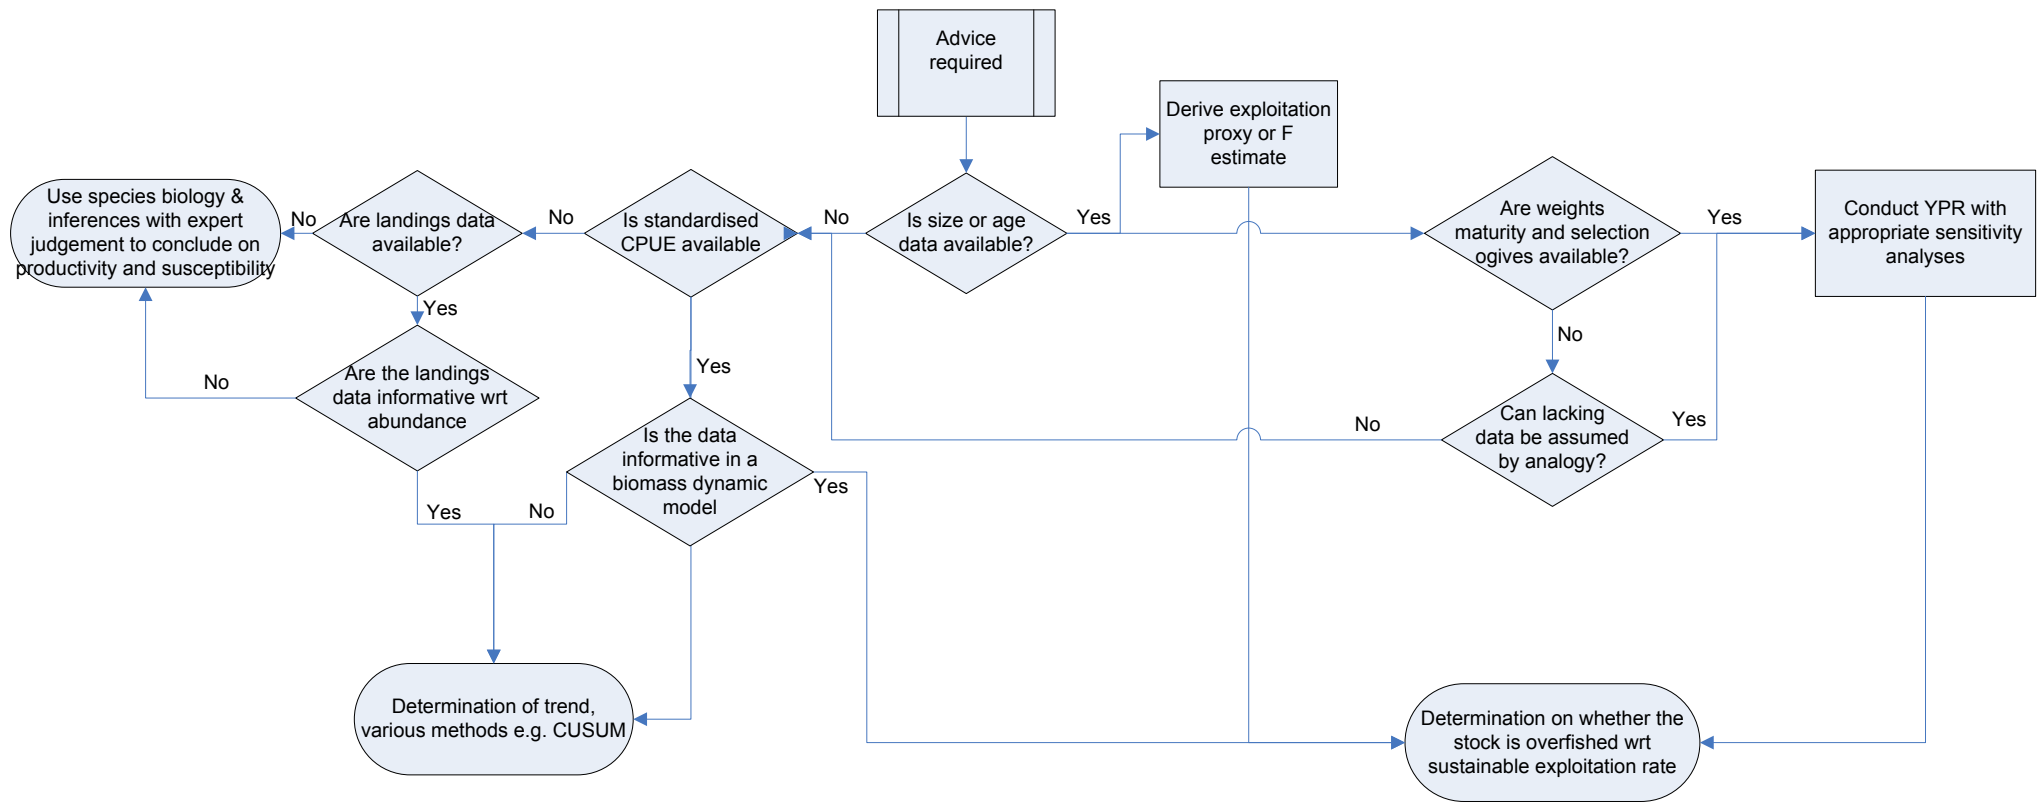 Advice
required
Derive exploitation
proxy or F
estimate
Use species biology &
inferences with expert
judgement to conclude on
productivity and susceptibility
No
Are landings data
available?
No
Is standardised
CPUE available
No
Is size or age
data available?
Yes
Are weights
maturity and selection
ogives available?
Yes
Conduct YPR with
appropriate sensitivity
analyses
Yes
No
Yes
No
Are the landings
data informative wrt
abundance
Is the data
informative in a
biomass dynamic
model
Yes
No
Can lacking
data be assumed
by analogy?
Yes
Yes
No
Determination of trend,
various methods e.g. CUSUM
Determination on whether the
stock is overfished wrt
sustainable exploitation rate